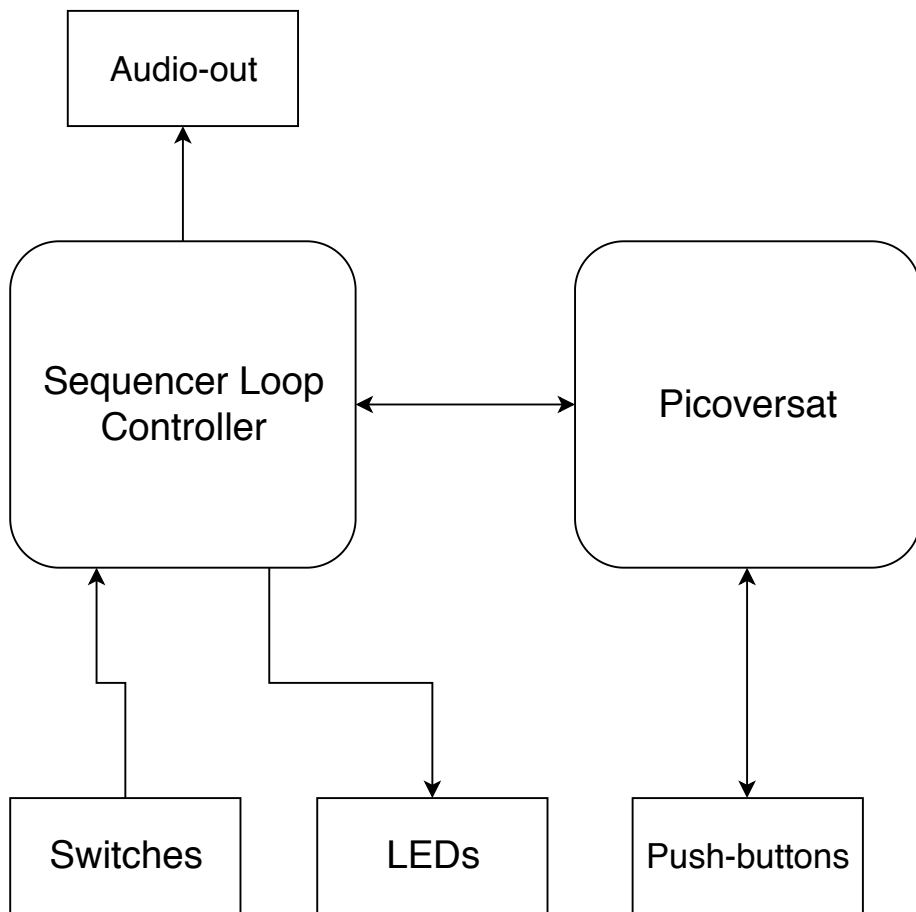 Audio-out
Sequencer Loop
Controller
Picoversat
Switches
LEDs
Push-buttons